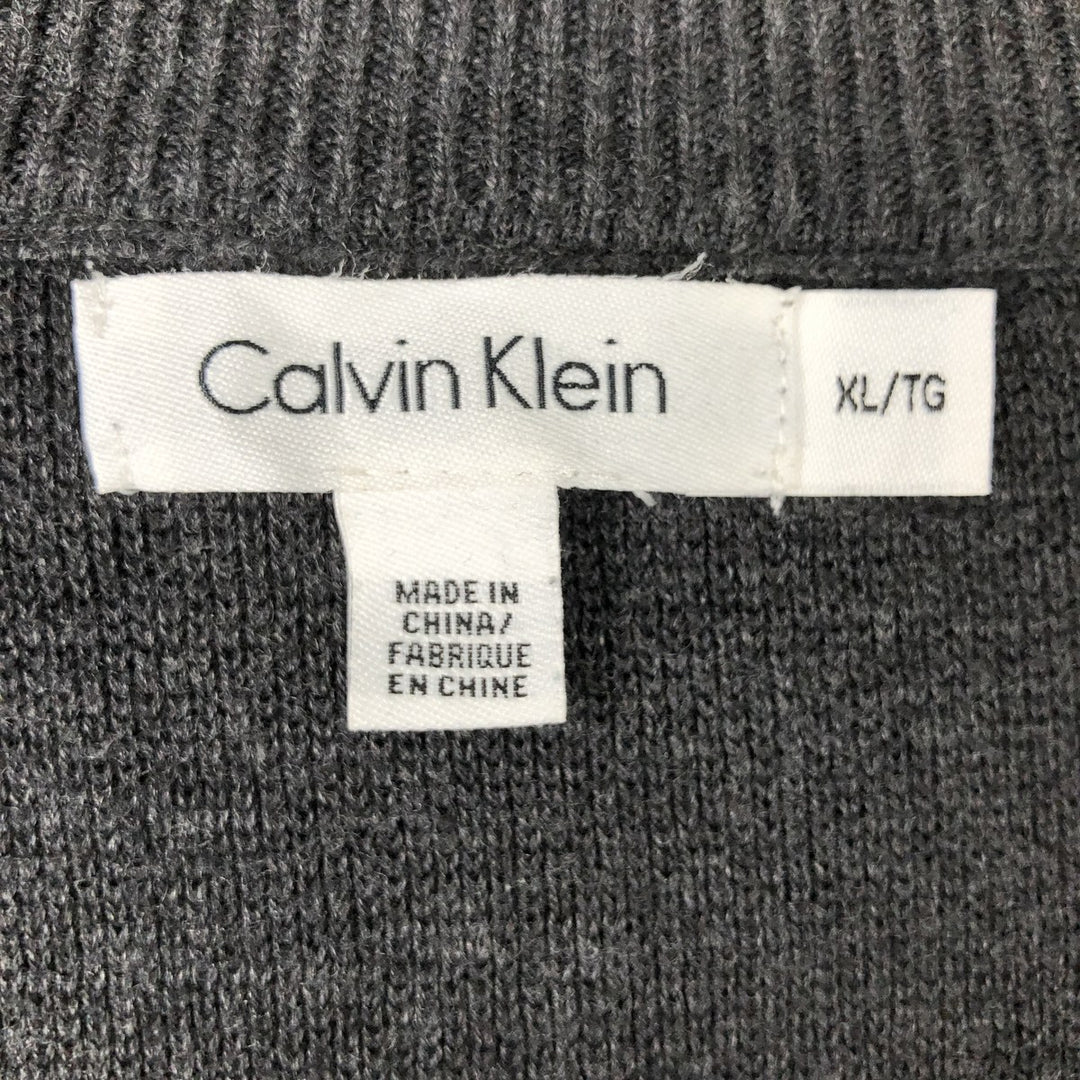 Calvin Klein
XL/TG
MADE IN
CHINA/
FABRIQUE
EN CHINE